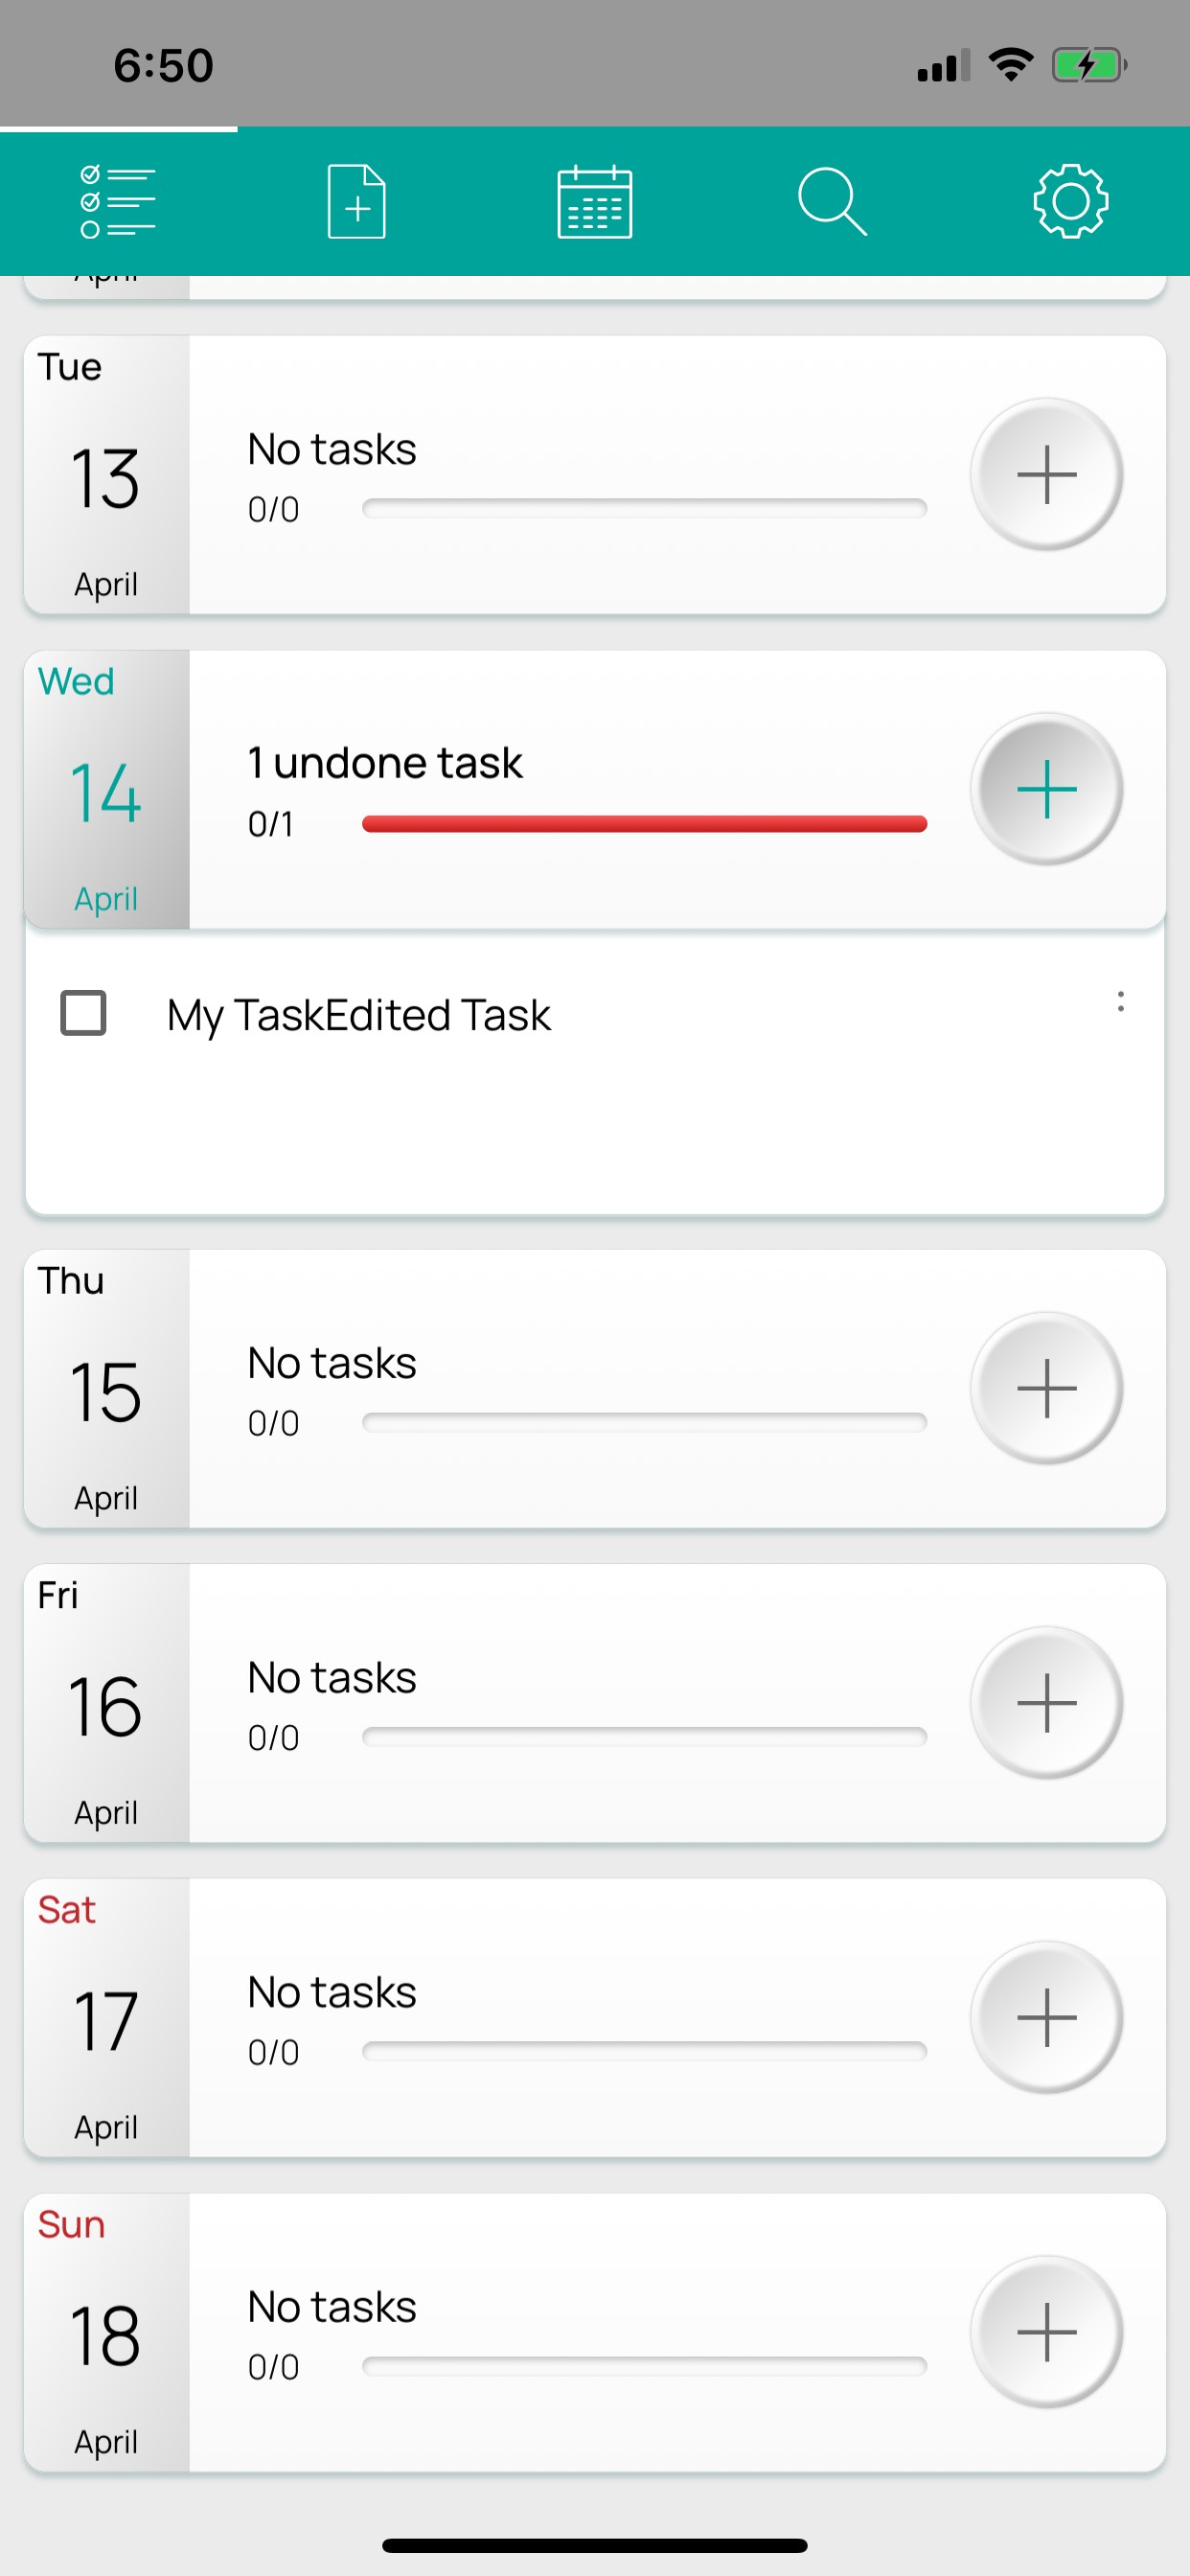 6:50
April
Tue
13
April
No tasks
0/0
Wed
14
April
1 undone task
0/1
My TaskEdited Task
Thu
15
April
No tasks
0/0
Fri
16
April
No tasks
0/0
Sat
17
April
No tasks
0/0
Sun
18
April
No tasks
0/0